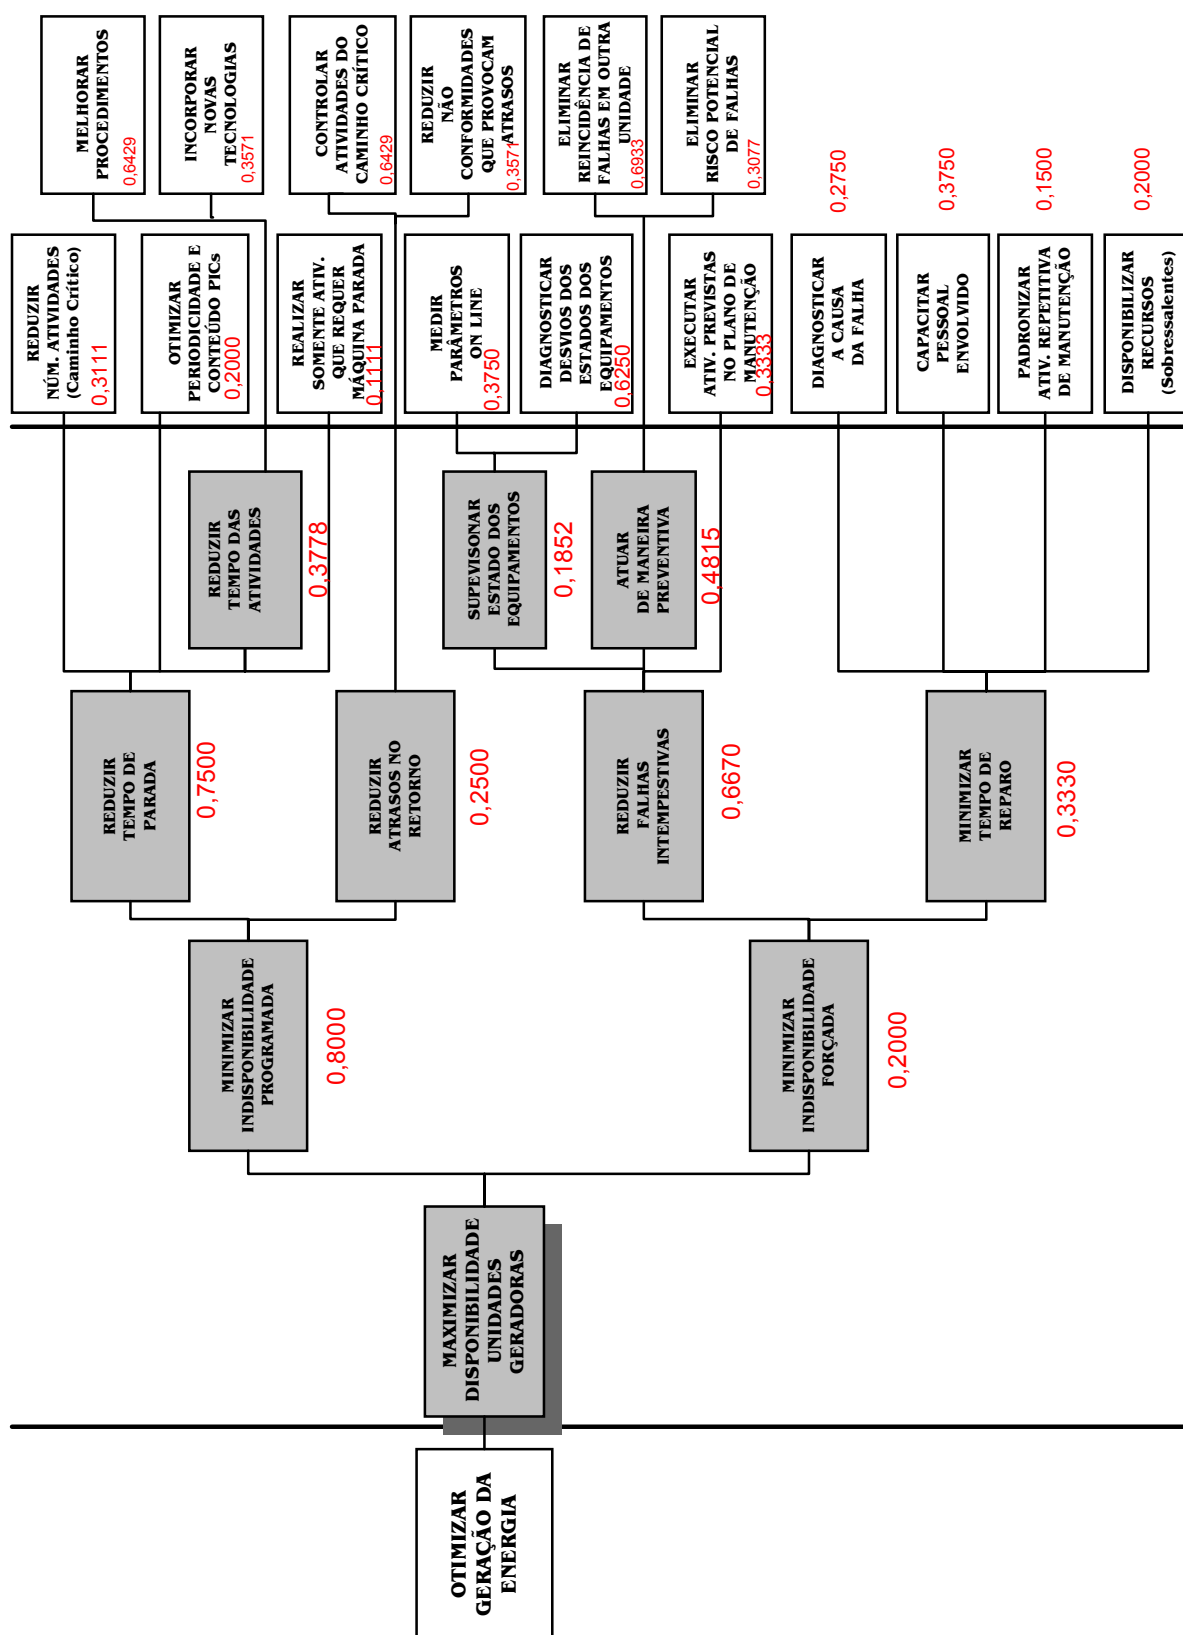 OTIMIZAR
GERAÇÃO DA
ENERGIA
MAXIMIZAR
DISPONIBILIDADE
UNIDADES
GERADORAS
MINIMIZAR
INDISPONIBILIDADE
PROGRAMADA
0,8000
MINIMIZAR
INDISPONIBILIDADE
FORÇADA
0,2000
REDUZIR
TEMPO DE
PARADA
0,7500
REDUZIR
ATRASOS NO
RETORNO
0,2500
REDUZIR
FALHAS
INTEMPESTIVAS
0,6670
MINIMIZAR
TEMPO DE
REPARO
0,3330
REDUZIR
TEMPO DAS
ATIVIDADES
0,3778
SUPEVISONAR
ESTADO DOS
EQUIPAMENTOS
0,1852
ATUAR
DE MANEIRA
PREVENTIVA
0,4815
REDUZIR
NÚM. ATIVIDADES
(Caminho Crítico)
0,3111
OTIMIZAR
PERIODICIDADE E
CONTEÚDO PICs
0,2000
REALIZAR
SOMENTE ATIV.
QUE REQUER
MÁQUINA PARADA
0,1111
MEDIR
PARÂMETROS
ON LINE
0,3750
DIAGNOSTICAR
DESVIOS DOS
ESTADOS DOS
EQUIPAMENTOS
0,6250
EXECUTAR
ATIV. PREVISTAS
NO PLANO DE
MANUTENÇÃO
0,3333
DIAGNOSTICAR
A CAUSA
DA FALHA
0,2750
CAPACITAR
PESSOAL
ENVOLVIDO
0,3750
PADRONIZAR
ATIV. REPETITIVA
DE MANUTENÇÃO
0,1500
DISPONIBILIZAR
RECURSOS
(Sobressalentes)
0,2000
MELHORAR
PROCEDIMENTOS
0,6429
INCORPORAR
NOVAS
TECNOLOGIAS
0,3571
CONTROLAR
ATIVIDADES DO
CAMINHO CRÍTICO
0,6429
REDUZIR
NÃO
CONFORMIDADES
QUE PROVOCAM
ATRASOS
0,3571
ELIMINAR
REINCIDÊNCIA DE
FALHAS EM OUTRA
UNIDADE
0,6933
ELIMINAR
RISCO POTENCIAL
DE FALHAS
0,3077